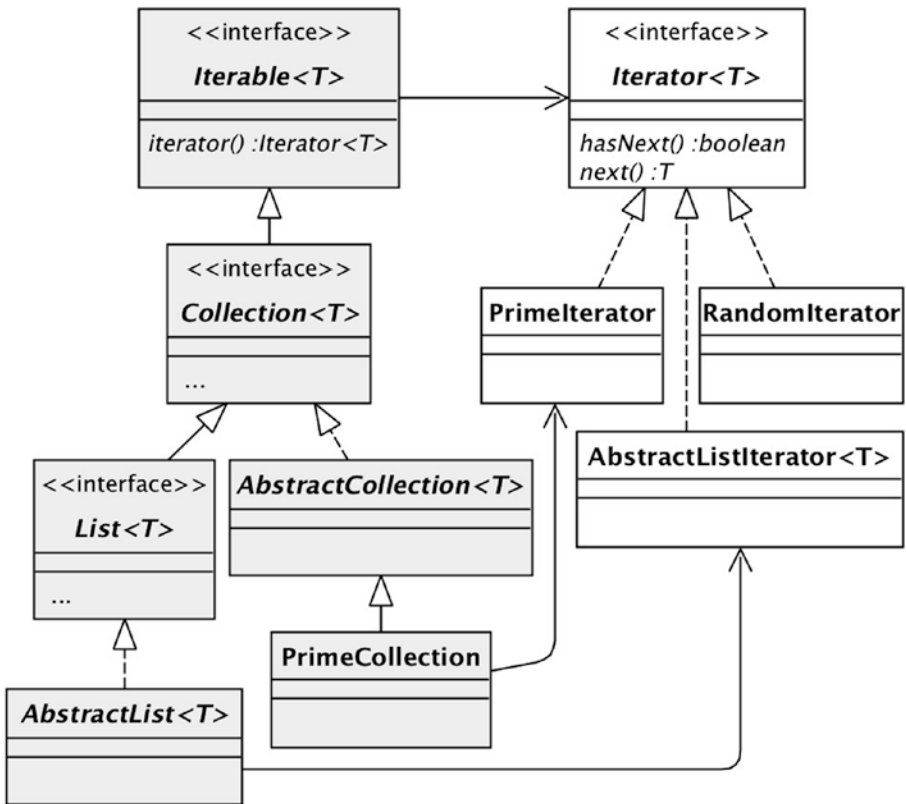 <<interface>>
Iterable<T>
iterator() :Iterator<T>
<<interface>>
Iterator<T>
hasNext() :boolean
next() :T
<<interface>>
Collection<T>
...
PrimeIterator
RandomIterator
<<interface>>
List<T>
...
AbstractCollection<T>
AbstractListIterator<T>
PrimeCollection
AbstractList<T>